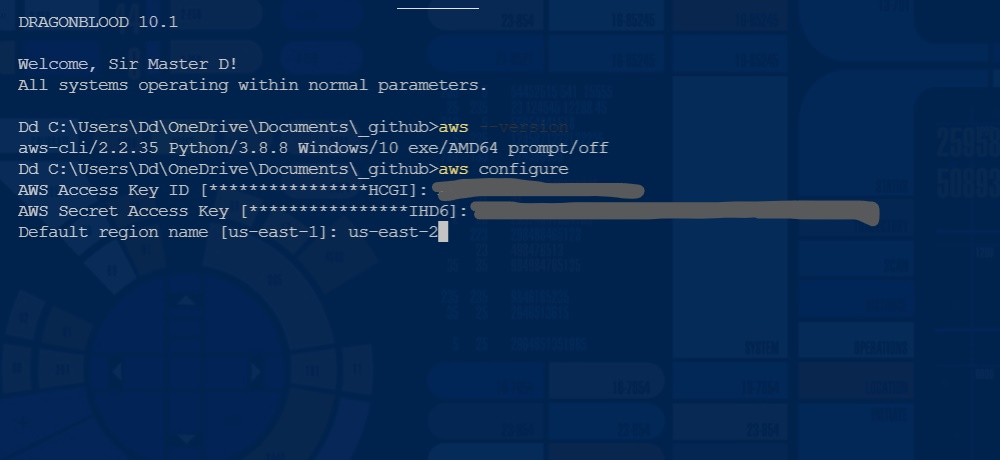 DRAGONBLOOD 10.1
Welcome, Sir Master D!
All systems operating within normal parameters.
Dd C:\Users\Dd\OneDrive\Documents\_github>aws --version
aws-cli/2.2.35 Python/3.8.8 Windows/10 exe/AMD64 prompt/off
Dd C:\Users\Dd\OneDrive\Documents\_github>aws configure
AWS Access Key ID [****************HCGI]:
AWS Secret Access Key [****************IHD6]:
Default region name [us-east-1]: us-east-2
SYSTEM